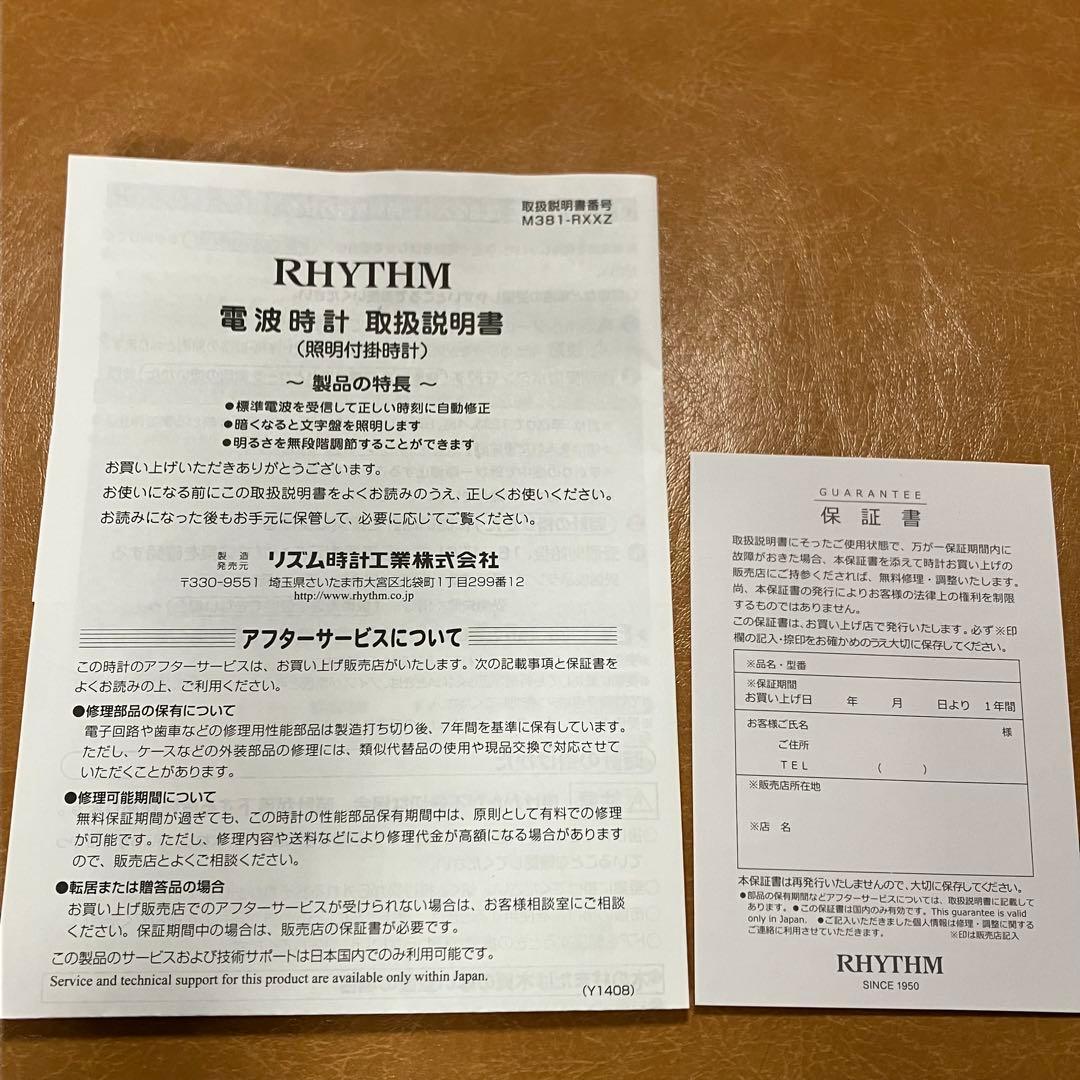 取扱説明書番号
M381-RXXZ
RHYTHM
電波時計 取扱説明書
(照明付掛時計)
～ 製品の特長 ～
●標準電波を受信して正しい時刻に自動修正
●暗くなると文字盤を照明します
●明るさを無段階調節することができます
お買い上げいただきありがとうございます。
お使いになる前にこの取扱説明書をよくお読みのうえ、正しくお使いください。
お読みになった後もお手元に保管して、必要に応じてご覧ください。
製造発売元 リズム時計工業株式会社
〒330-9551 埼玉県さいたま市大宮区北袋町1丁目299番12
http://www.rhythm.co.jp
アフターサービスについて
この時計のアフターサービスは、お買い上げ販売店がいたします。次の記載事項と保証書を
よくお読みの上、ご利用ください。
●修理部品の保有について
電子回路や歯車などの修理用性能部品は製造打ち切り後、7年間を基準に保有しています。
ただし、ケースなどの外装部品の修理には、類似代替品の使用や現品交換で対応させて
いただくことがあります。
●修理可能期間について
無料保証期間が過ぎても、この時計の性能部品保有期間中は、原則として有料での修理
が可能です。ただし、修理内容や送料などにより修理代金が高額になる場合があります
ので、販売店とよくご相談ください。
●転居または贈答品の場合
お買い上げ販売店でのアフターサービスが受けられない場合は、お客様相談室にご相談
ください。保証期間中の場合は、販売店の保証書が必要です。
この製品のサービスおよび技術サポートは日本国内でのみ利用可能です。
Service and technical support for this product are available only within Japan.
(Y1408)
GUARANTEE
保証書
取扱説明書にそったご使用状態で、万が一保証期間内に
故障がおきた場合、本保証書を添えて時計お買い上げの
販売店にご持参くだされば、無料修理・調整いたします。
尚、本保証書の発行によりお客様の法律上の権利を制限
するものではありません。
この保証書は、お買い上げ店で発行いたします。必ず※印
欄の記入・捺印をお確かめのうえ大切に保存してください。
※品名・型番
※保証期間
お買い上げ日 年 月 日より 1年間
お客様ご氏名 様
ご住所
TEL ( )
※販売店所在地
※店 名
本保証書は再発行いたしませんので、大切に保存してください。
●部品の保有期間などアフターサービスについては、取扱説明書に記載して
あります。●この保証書は国内のみ有効です。This guarantee is valid
only in Japan. ●ご記入いただきました個人情報は修理・調整に関する
ご連絡に利用させていただきます。 ※印は販売店記入
RHYTHM
SINCE 1950